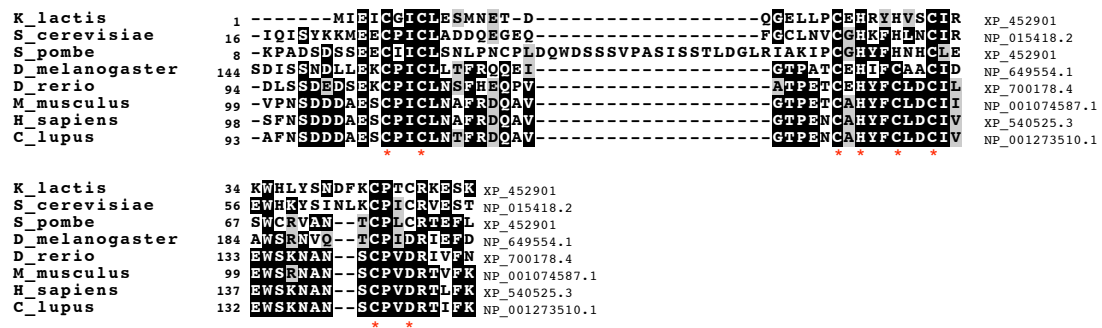 K_lactis 1 -------MIEICGICLESMNET-D--------------------QGELLPCEHRYHVSCIR XP_452901
S_cerevisiae 16 -IQISYKKMEECPICLADDQEGEQ--------------------FGCLNVCGHKFHLNCIR NP_015418.2
S_pombe 8 -KPADSDSSEECIICLSNLPNCPLDQWDSSSVPASISSTLDGLRIAKIPCGHYFHNHCLE XP_452901
D_melanogaster 144 SDISSNDLLEKCPICLLTFRQQEI--------------------GTPATCEHIFCAACID NP_649554.1
D_rerio 94 -DLSSDEDSEKCPICLNSFHEQPV--------------------ATPETCEHYFCLDCIL XP_700178.4
M_musculus 99 -VPNSDDDAESCPICLNAFRDQAV--------------------GTPETCAHYFCLDCII NP_001074587.1
H_sapiens 98 -SFNSDDDAESCPICLNAFRDQAV--------------------GTPENCAHYFCLDCIV XP_540525.3
C_lupus 93 -AFNSDDDAESCPICLNTFRDQAV--------------------GTPENCAHYFCLDCIV NP_001273510.1
* * * * * *
K_lactis 34 KWHLYSNDFKCPTCRKESK XP_452901
S_cerevisiae 56 EWHKYSINLKCPICRVEST NP_015418.2
S_pombe 67 SWCRVAN--TCPLCRTEFL XP_452901
D_melanogaster 184 AWSRNVQ--TCPIDRIEFD NP_649554.1
D_rerio 133 EWSKNAN--SCPVDRIVFN XP_700178.4
M_musculus 99 EWSRNAN--SCPVDRTVFK NP_001074587.1
H_sapiens 137 EWSKNAN--SCPVDRTLFK XP_540525.3
C_lupus 132 EWSKNAN--SCPVDRTIFK NP_001273510.1
* *